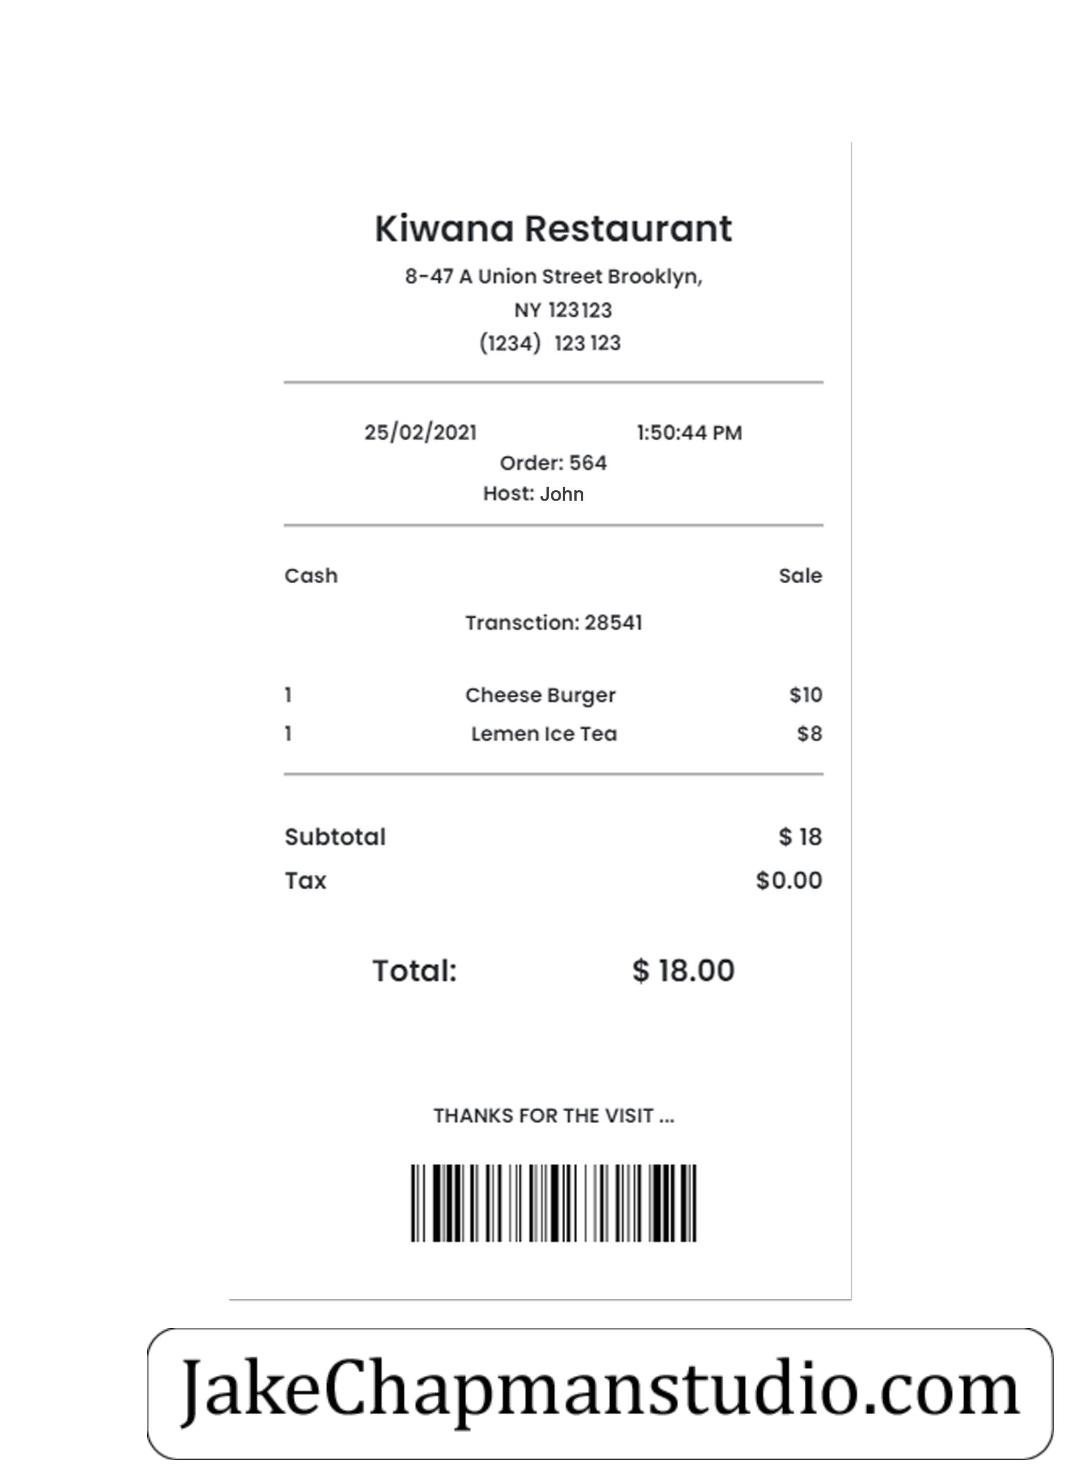 Kiwana Restaurant
8-47 A Union Street Brooklyn,
NY 123123
(1234) 123 123
25/02/2021 1:50:44 PM
Order: 564
Host: John
Cash Sale
Transction: 28541
1 Cheese Burger $10
1 Lemen Ice Tea $8
Subtotal $ 18
Tax $0.00
Total: $ 18.00
THANKS FOR THE VISIT ...
JakeChapmanstudio.com